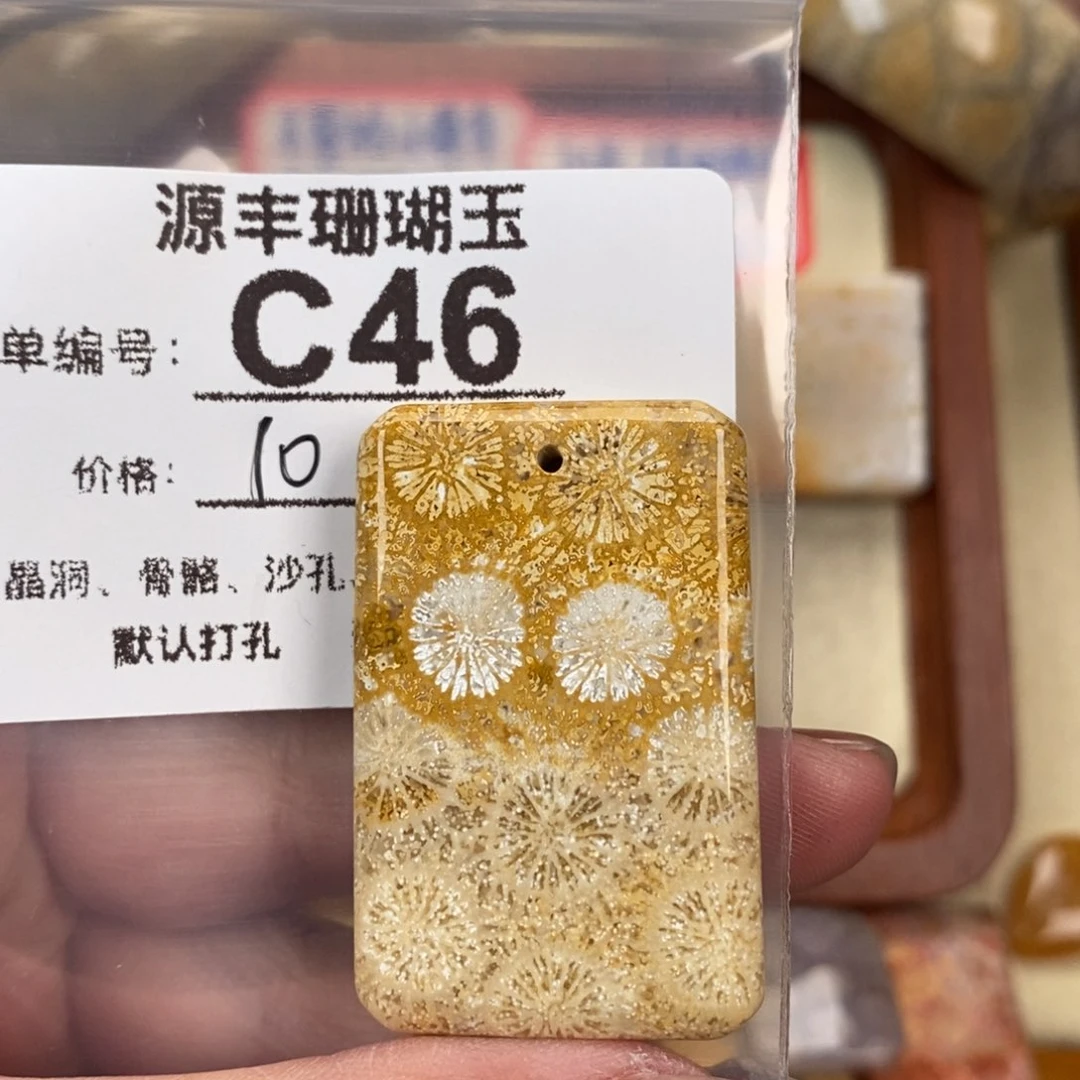 源丰珊瑚玉
单编号: C46
价格: 10
晶洞、骨骼、沙孔、
默认打孔